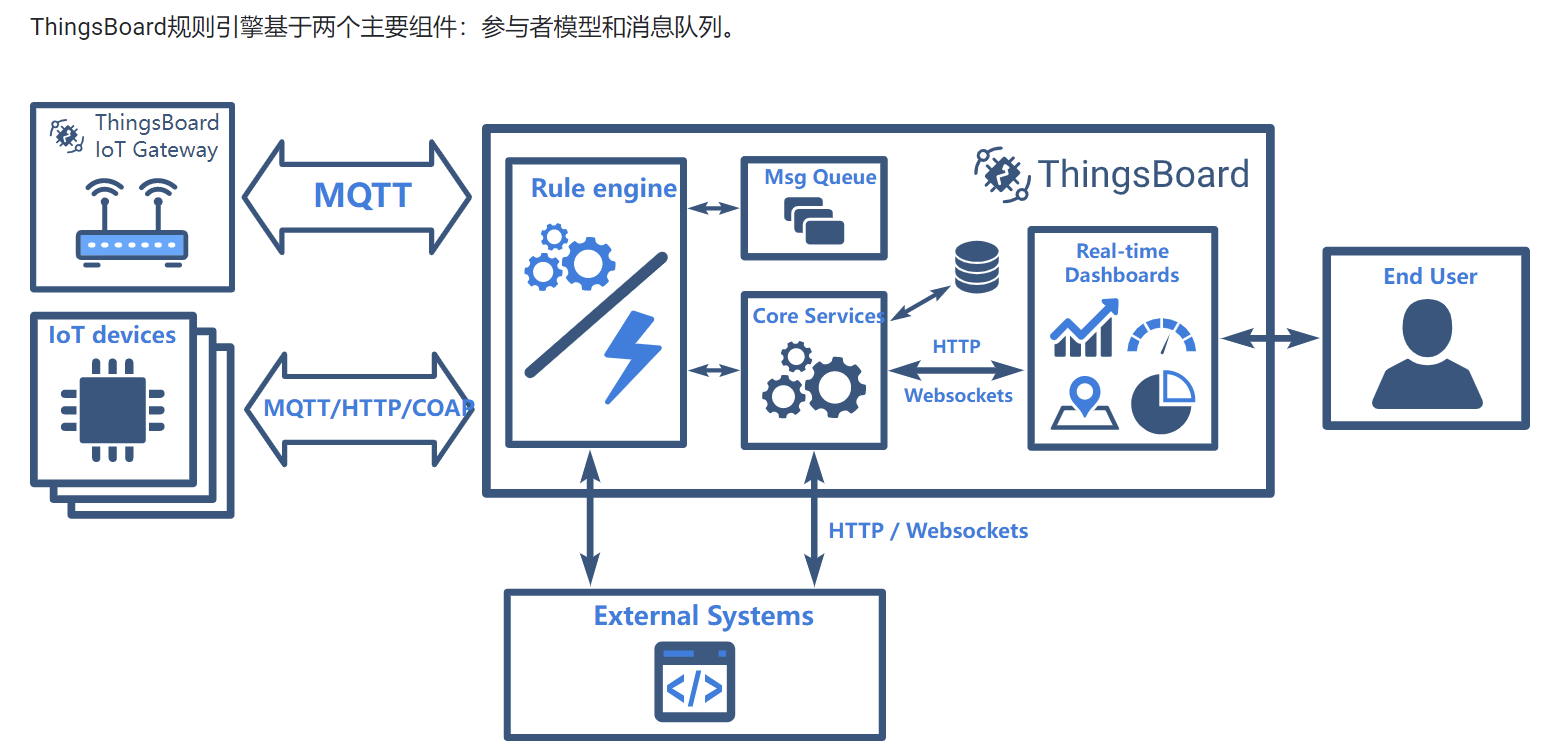 ThingsBoard规则引擎基于两个主要组件：参与者模型和消息队列。
ThingsBoard
IoT Gateway
MQTT
IoT devices
MQTT/HTTP/COAP
Rule engine
Msg Queue
Core Services
ThingsBoard
HTTP
Websockets
Real-time
Dashboards
End User
HTTP / Websockets
External Systems
</>